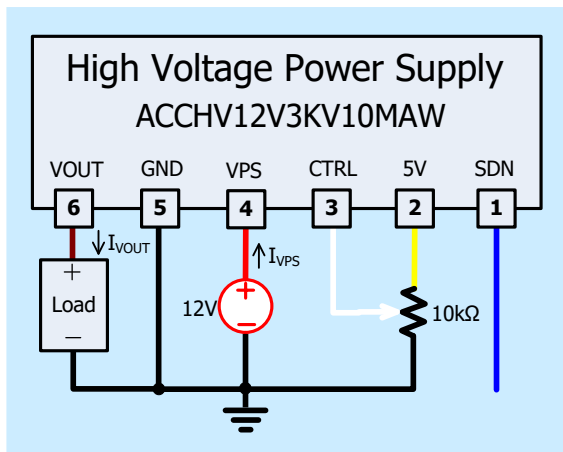 High Voltage Power Supply
ACCHV12V3KV10MAW
VOUT GND VPS CTRL 5V SDN
6 5 4 3 2 1
+ IVOUT IVPS
Load 12V + 10kΩ
− −